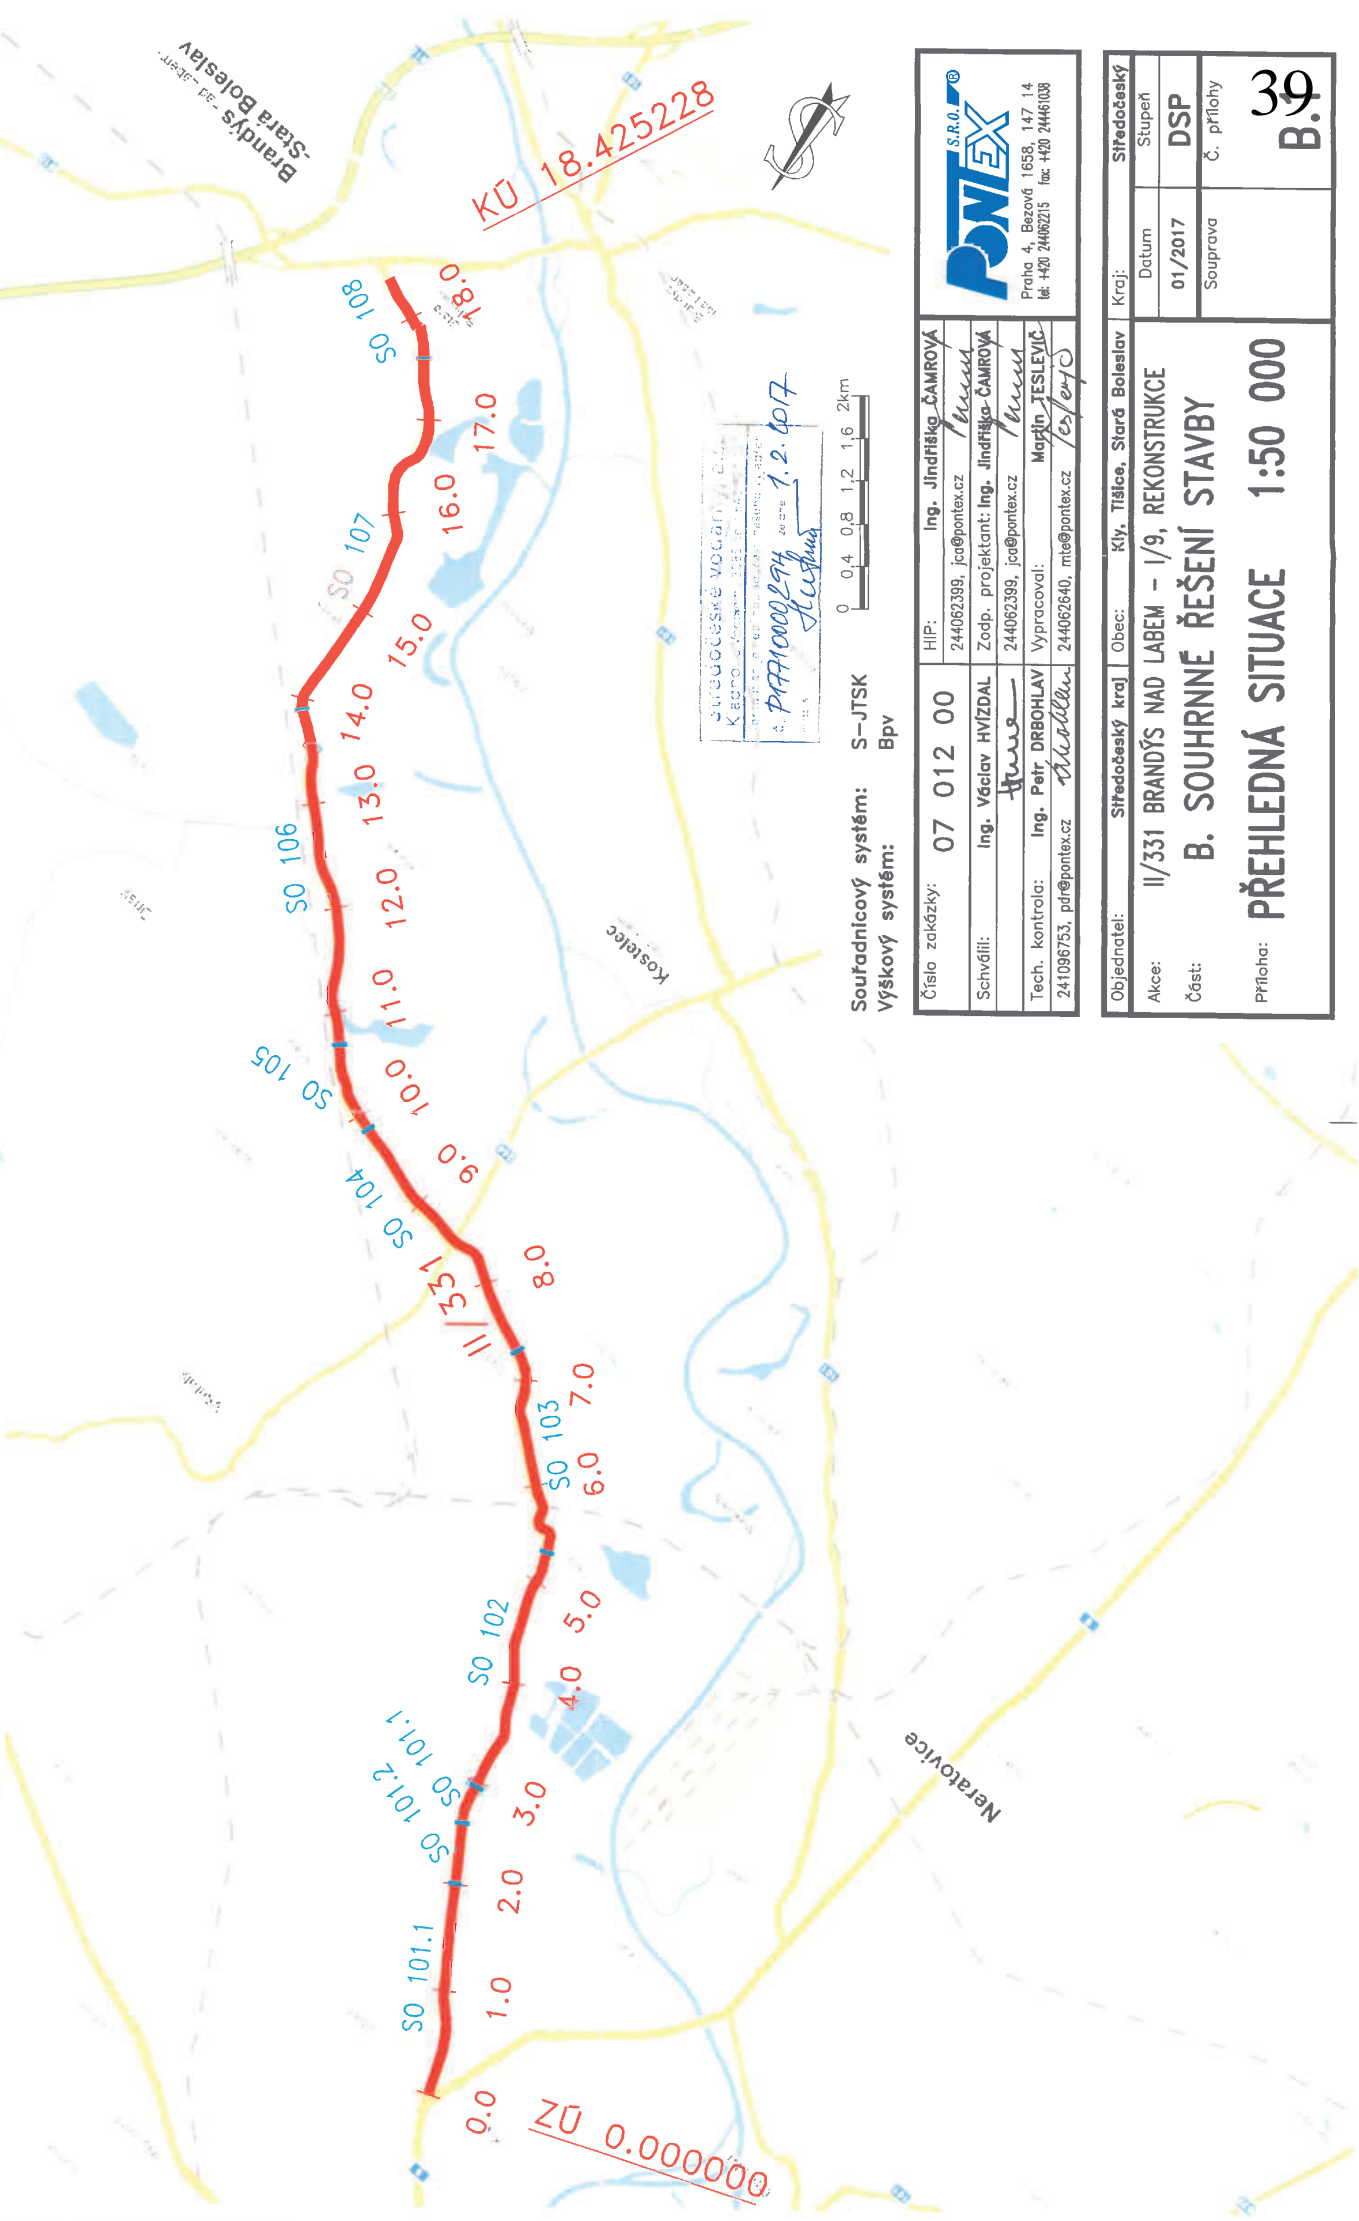 Brandýs
-Stará Boleslav
KÚ 18.425228
SO 108
18.0
17.0
16.0
SO 107
15.0
14.0
13.0
SO 106
12.0
11.0
SO 105
10.0
9.0
SO 104
II/331
8.0
7.0
SO 103
6.0
SO 102
5.0
4.0
SO 101.1
SO 101.2
3.0
2.0
SO 101.1
1.0
0.0
ZÚ 0.000000
Kostelec
Neratovice
P17710000294 ze dne 1.2.2017
0 0,4 0,8 1,2 1,6 2km
Souřadnicový systém: S-JTSK
Výškový systém: Bpv
Číslo zakázky: 07 012 00
HIP: Ing. Jindřiška ČAMROVÁ
244062399, jca@pontex.cz
Schválil: Ing. Václav HVÍZDAL
Zodp. projektant: Ing. Jindřiška ČAMROVÁ
244062399, jca@pontex.cz
Tech. kontrola: Ing. Petr DRBOHLAV
241096753, pdr@pontex.cz
Vypracoval: Martin TESLEVIČ
244062640, mte@pontex.cz
PONTEX S.R.O.®
Praha 4, Bezová 1658, 147 14
tel: +420 244062215 fax: +420 244461038
Objednatel: Středočeský kraj
Obec: Kly, Tišice, Stará Boleslav
Kraj: Středočeský
Akce: II/331 BRANDÝS NAD LABEM - I/9, REKONSTRUKCE
Část: B. SOUHRNNÉ ŘEŠENÍ STAVBY
Příloha: PŘEHLEDNÁ SITUACE 1:50 000
Datum
01/2017
Stupeň
DSP
Souprava
Č. přílohy
B.1
39